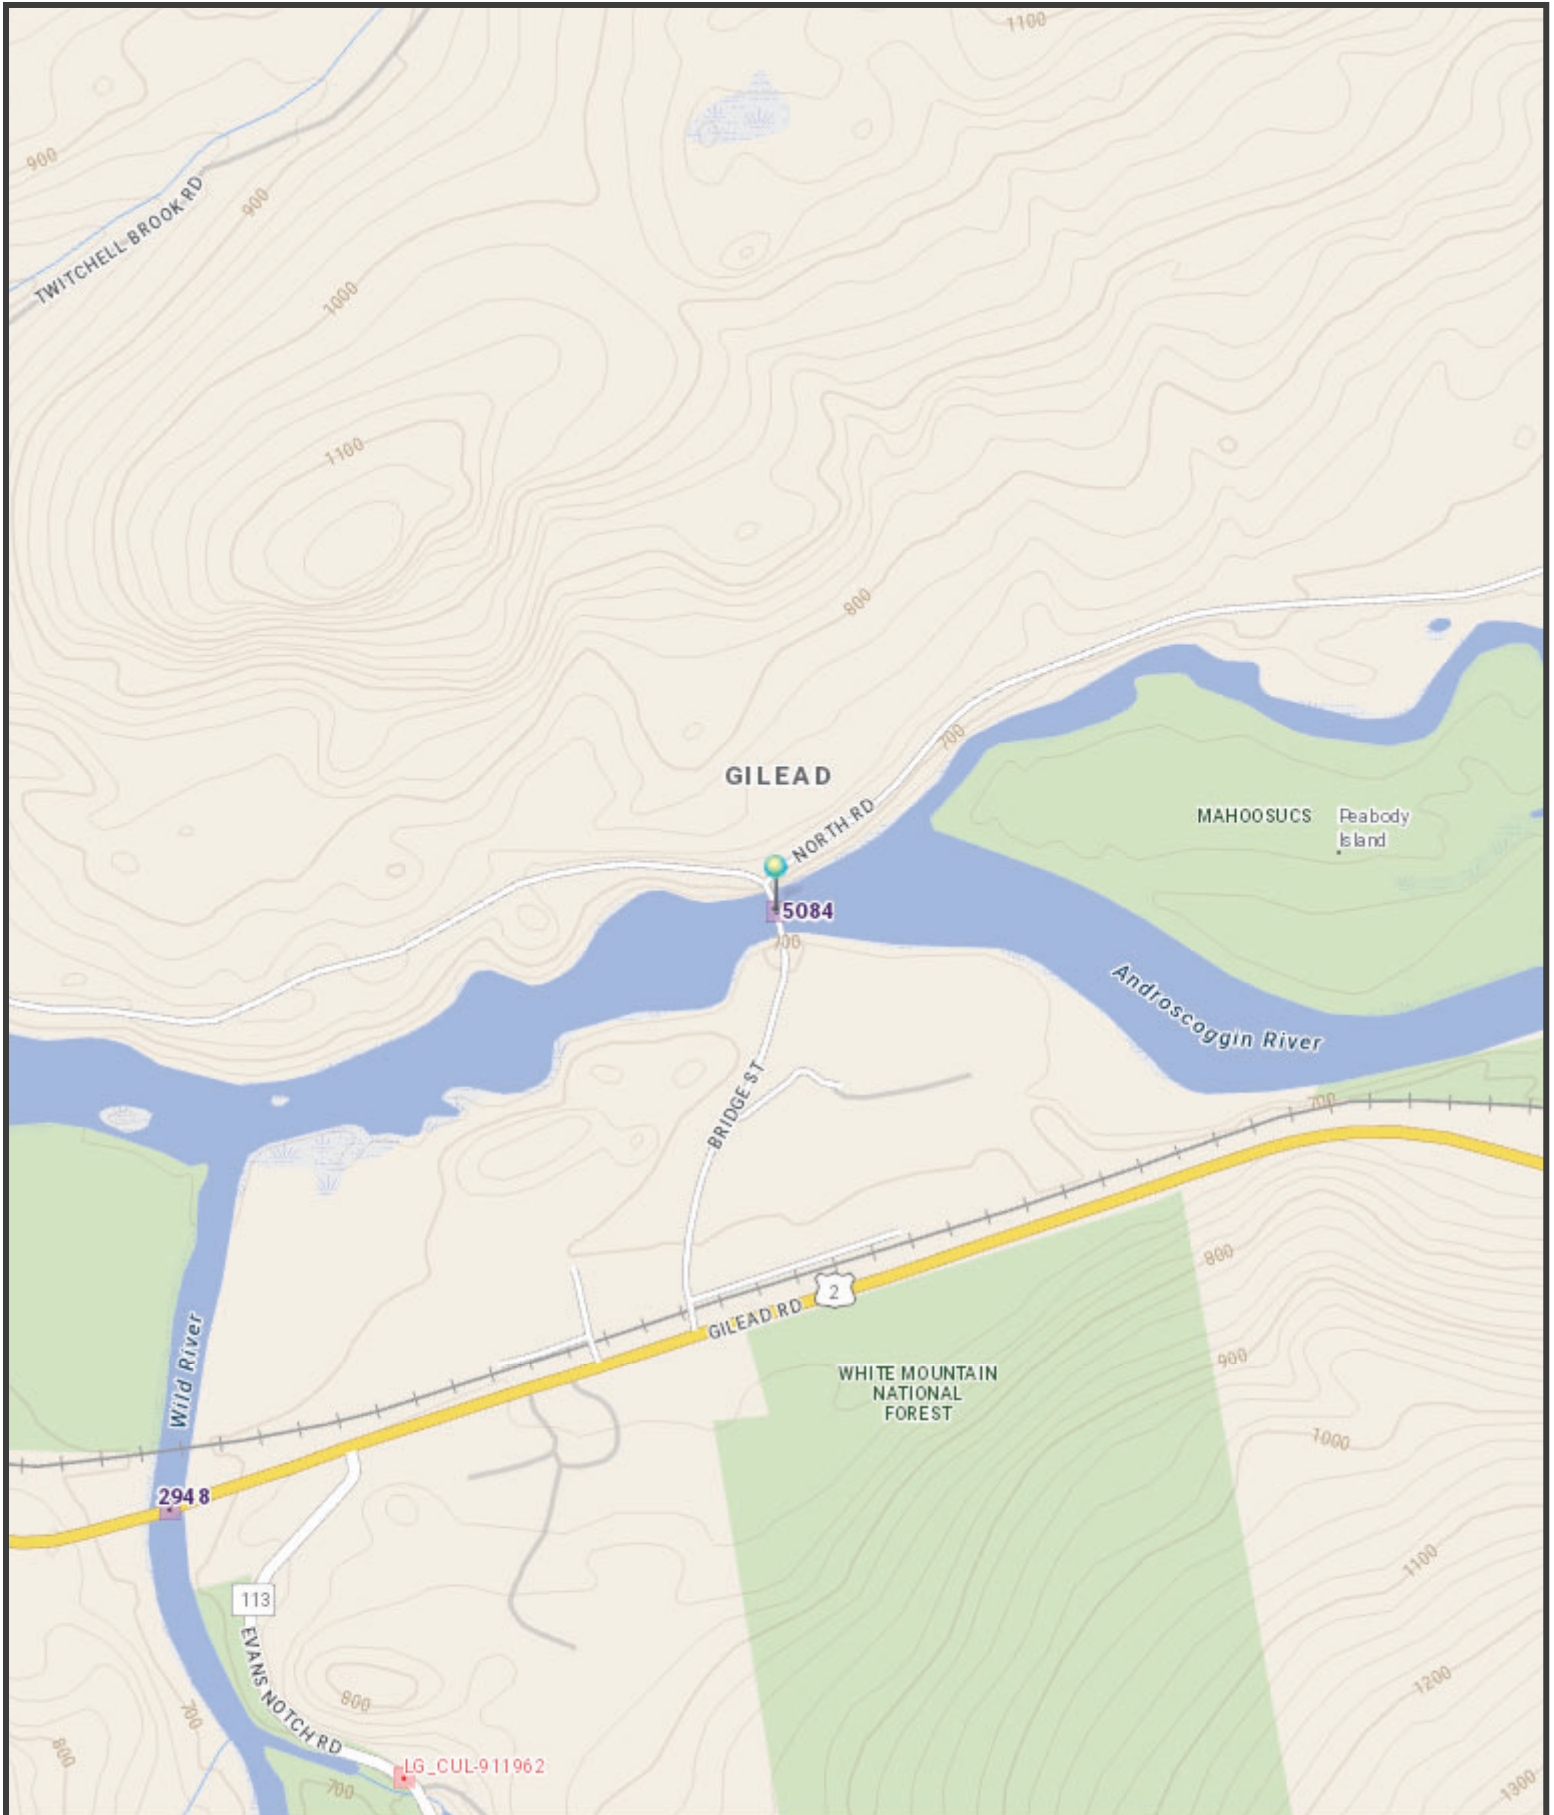 1100
900
900
TWITCHELL BROOK RD
1000
1100
800
700
GILEAD
NORTH RD
MAHOOSUCS
Peabody
Island
5084
700
Androscoggin River
BRIDGE ST
700
800
2
GILEAD RD
Wild River
WHITE MOUNTAIN
NATIONAL
FOREST
900
1000
2948
1100
113
EVANS NOTCH RD
800
700
800
1200
LG_CUL-911962
700
1300